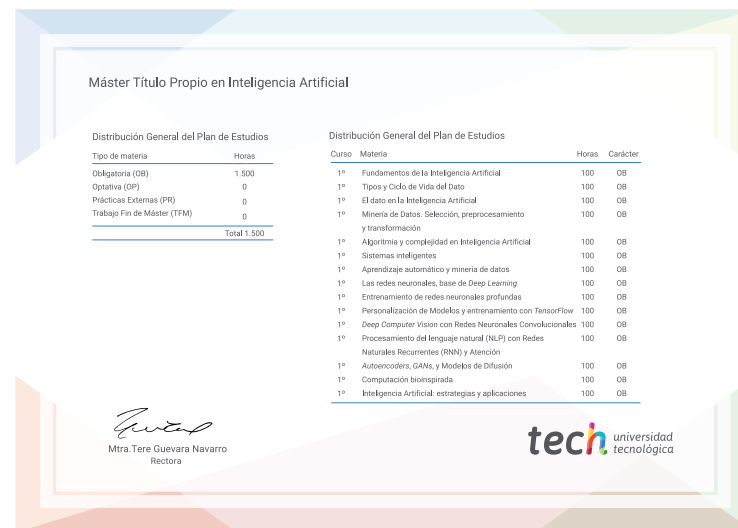 Máster Título Propio en Inteligencia Artificial
Distribución General del Plan de Estudios
Tipo de materia Horas
Obligatoria (OB) 1.500
Optativa (OP) 0
Prácticas Externas (PR) 0
Trabajo Fin de Máster (TFM) 0
Total 1.500
Distribución General del Plan de Estudios
Curso Materia Horas Carácter
1º Fundamentos de la Inteligencia Artificial 100 OB
1º Tipos y Ciclo de Vida del Dato 100 OB
1º El dato en la Inteligencia Artificial 100 OB
1º Minería de Datos. Selección, preprocesamiento 100 OB
y transformación
1º Algoritmia y complejidad en Inteligencia Artificial 100 OB
1º Sistemas inteligentes 100 OB
1º Aprendizaje automático y minería de datos 100 OB
1º Las redes neuronales, base de Deep Learning 100 OB
1º Entrenamiento de redes neuronales profundas 100 OB
1º Personalización de Modelos y entrenamiento con TensorFlow 100 OB
1º Deep Computer Vision con Redes Neuronales Convolucionales 100 OB
1º Procesamiento del lenguaje natural (NLP) con Redes 100 OB
Naturales Recurrentes (RNN) y Atención
1º Autoencoders, GANs, y Modelos de Difusión 100 OB
1º Computación bioinspirada 100 OB
1º Inteligencia Artificial: estrategias y aplicaciones 100 OB
Mtra.Tere Guevara Navarro
Rectora
tech universidad
tecnológica